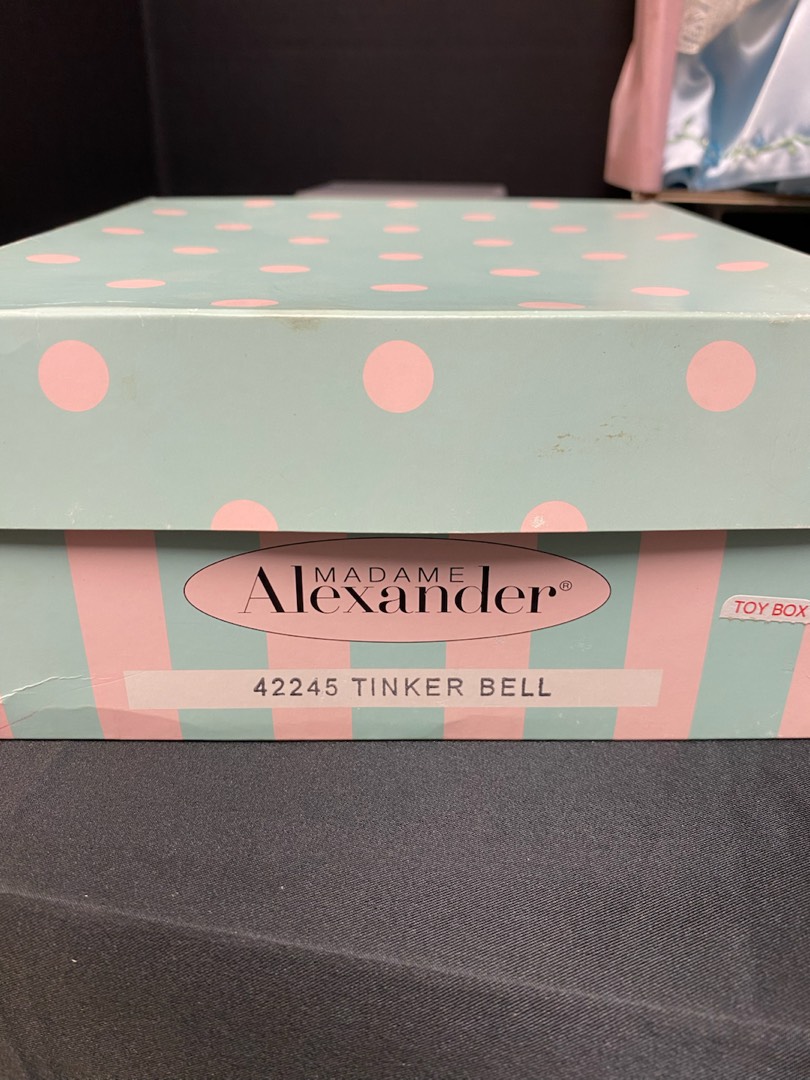 MADAME
Alexander®
TOY BOX
42245 TINKER BELL